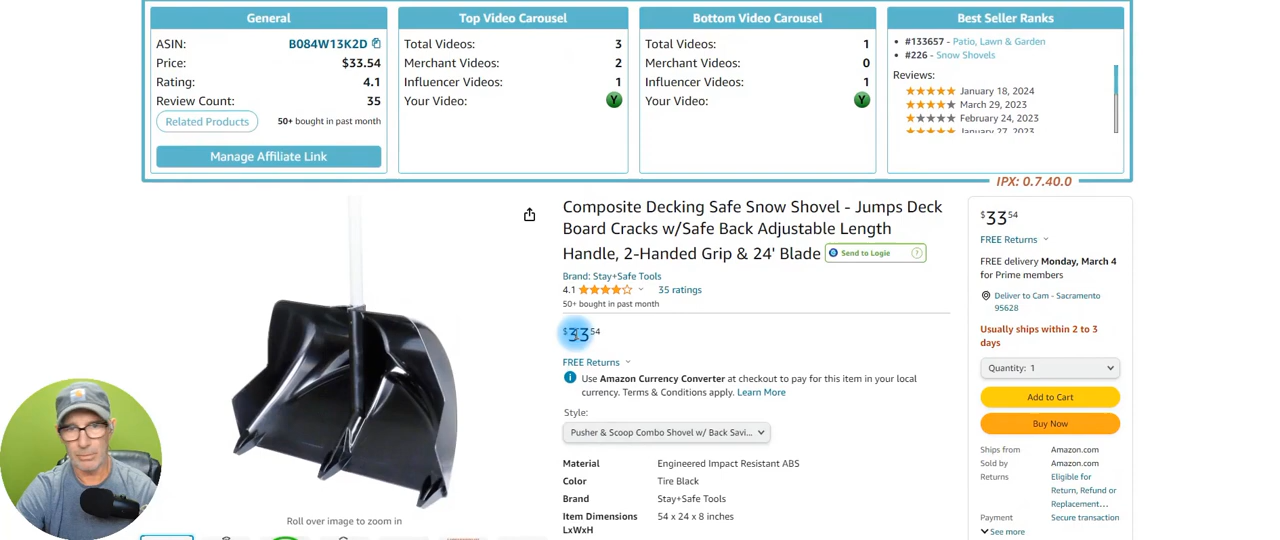 General
ASIN: B084W13K2D
Price: $33.54
Rating: 4.1
Review Count: 35
Related Products 50+ bought in past month
Manage Affiliate Link
Top Video Carousel
Total Videos: 3
Merchant Videos: 2
Influencer Videos: 1
Your Video: Y
Bottom Video Carousel
Total Videos: 1
Merchant Videos: 0
Influencer Videos: 1
Your Video: Y
Best Seller Ranks
#133657 - Patio, Lawn & Garden
#226 - Snow Shovels
Reviews:
January 18, 2024
March 29, 2023
February 24, 2023
January 27, 2023
IPX: 0.7.40.0
Roll over image to zoom in
Composite Decking Safe Snow Shovel - Jumps Deck
Board Cracks w/Safe Back Adjustable Length
Handle, 2-Handed Grip & 24' Blade Send to Logie ?
Brand: Stay+Safe Tools
4.1 35 ratings
50+ bought in past month
$3354
FREE Returns
Use Amazon Currency Converter at checkout to pay for this item in your local
currency. Terms & Conditions apply. Learn More
Style:
Pusher & Scoop Combo Shovel w/ Back Savi...
Material Engineered Impact Resistant ABS
Color Tire Black
Brand Stay+Safe Tools
Item Dimensions 54 x 24 x 8 inches
LxWxH
$3354
FREE Returns
FREE delivery Monday, March 4
for Prime members
Deliver to Cam - Sacramento
95628
Usually ships within 2 to 3
days
Quantity: 1
Add to Cart
Buy Now
Ships from Amazon.com
Sold by Amazon.com
Returns Eligible for
Return, Refund or
Replacement...
Payment Secure transaction
See more